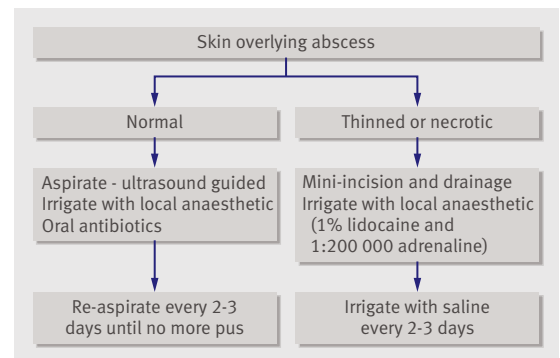 Skin overlying abscess
Normal
Thinned or necrotic
Aspirate - ultrasound guided
Irrigate with local anaesthetic
Oral antibiotics
Mini-incision and drainage
Irrigate with local anaesthetic
(1% lidocaine and
1:200 000 adrenaline)
Re-aspirate every 2-3
days until no more pus
Irrigate with saline
every 2-3 days